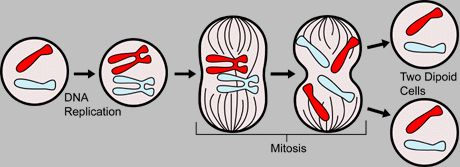 DNA
Replication
Mitosis
Two Dipoid
Cells